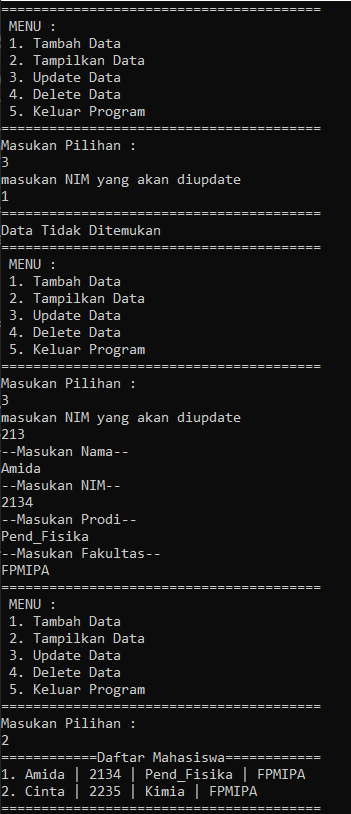 ========================================
 MENU :
 1. Tambah Data
 2. Tampilkan Data
 3. Update Data
 4. Delete Data
 5. Keluar Program
========================================
Masukan Pilihan :
3
masukan NIM yang akan diupdate
1
========================================
Data Tidak Ditemukan
========================================
 MENU :
 1. Tambah Data
 2. Tampilkan Data
 3. Update Data
 4. Delete Data
 5. Keluar Program
========================================
Masukan Pilihan :
3
masukan NIM yang akan diupdate
213
--Masukan Nama--
Amida
--Masukan NIM--
2134
--Masukan Prodi--
Pend_Fisika
--Masukan Fakultas--
FPMIPA
========================================
 MENU :
 1. Tambah Data
 2. Tampilkan Data
 3. Update Data
 4. Delete Data
 5. Keluar Program
========================================
Masukan Pilihan :
2
============Daftar Mahasiswa============
1. Amida | 2134 | Pend_Fisika | FPMIPA
2. Cinta | 2235 | Kimia | FPMIPA
========================================